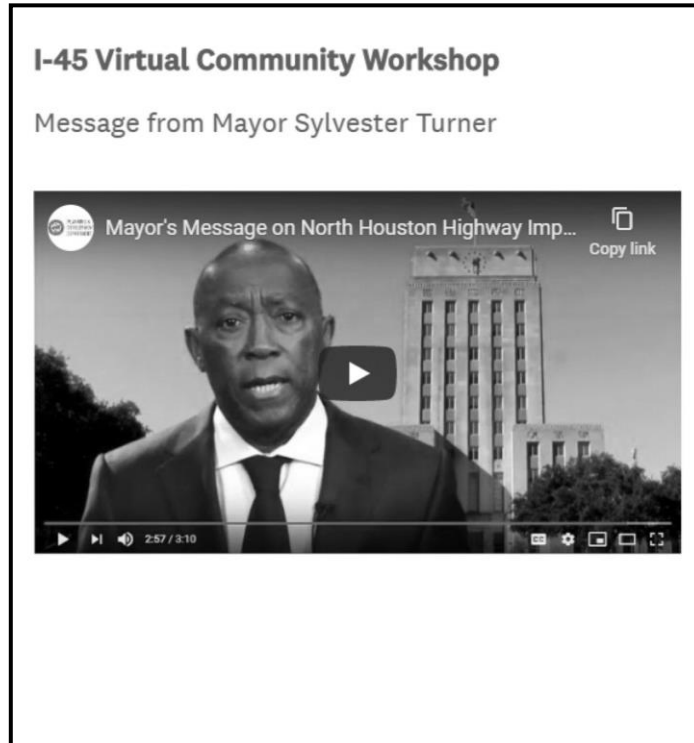 I-45 Virtual Community Workshop
Message from Mayor Sylvester Turner
Mayor's Message on North Houston Highway Imp...
Copy link
2:57 / 3:10
CC